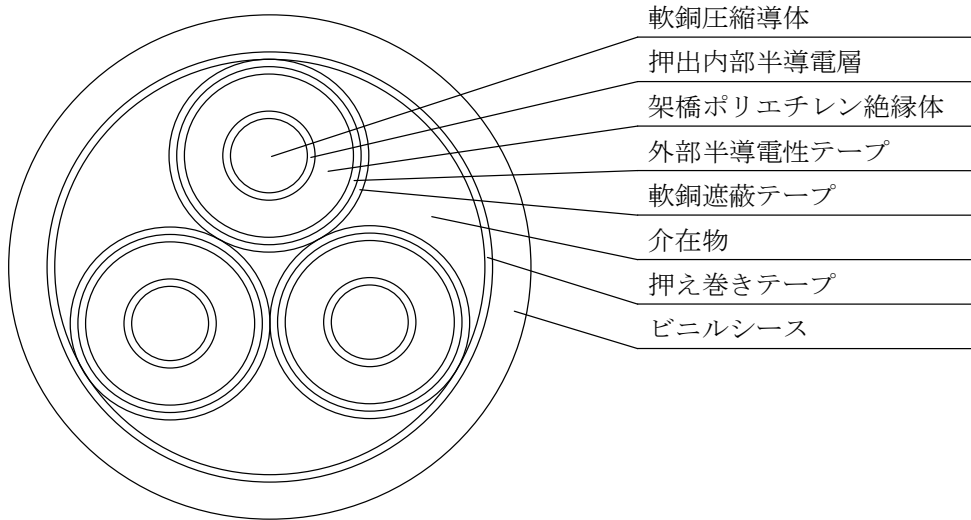 軟銅圧縮導体
押出内部半導電層
架橋ポリエチレン絶縁体
外部半導電性テープ
軟銅遮蔽テープ
介在物
押え巻きテープ
ビニルシース